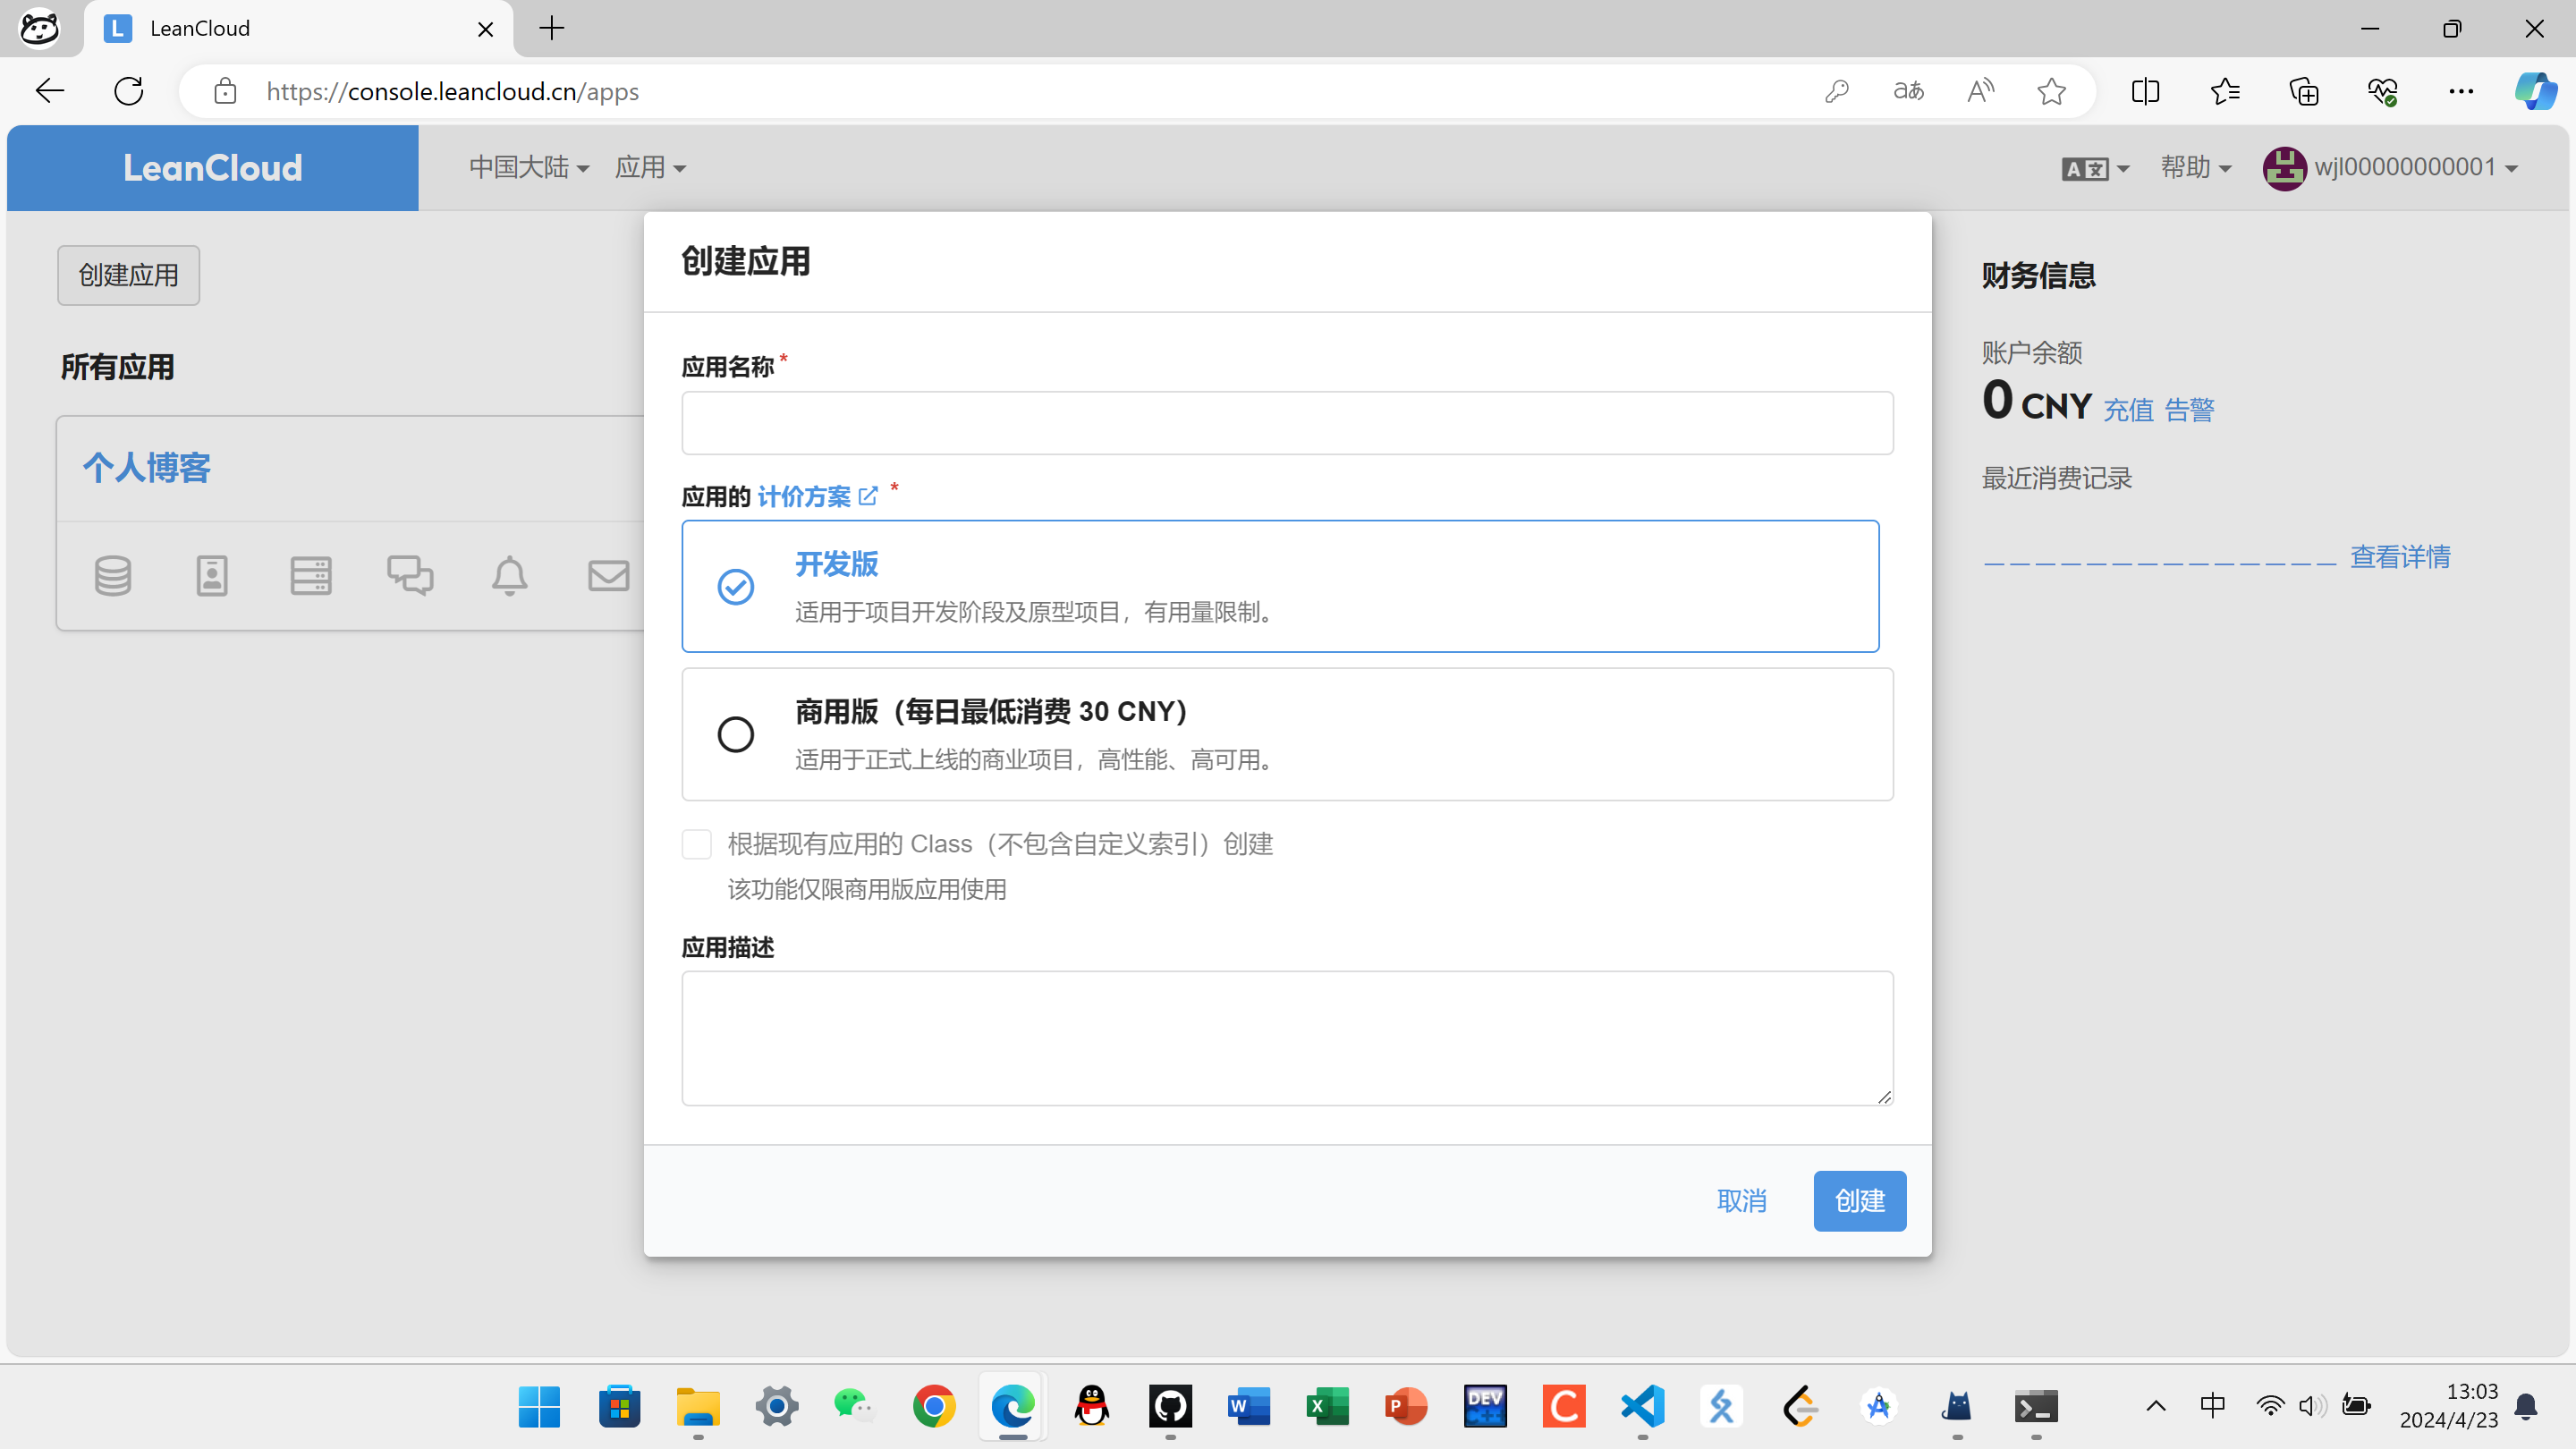 LeanCloud
https://console.leancloud.cn/apps
LeanCloud
中国大陆
应用
帮助
wjl00000000001
创建应用
所有应用
个人博客
创建应用
应用名称*
应用的 计价方案 *
开发版
适用于项目开发阶段及原型项目，有用量限制。
商用版（每日最低消费 30 CNY）
适用于正式上线的商业项目，高性能、高可用。
根据现有应用的 Class（不包含自定义索引）创建
该功能仅限商用版应用使用
应用描述
取消
创建
财务信息
账户余额
0 CNY 充值 告警
最近消费记录
查看详情
中
13:03
2024/4/23